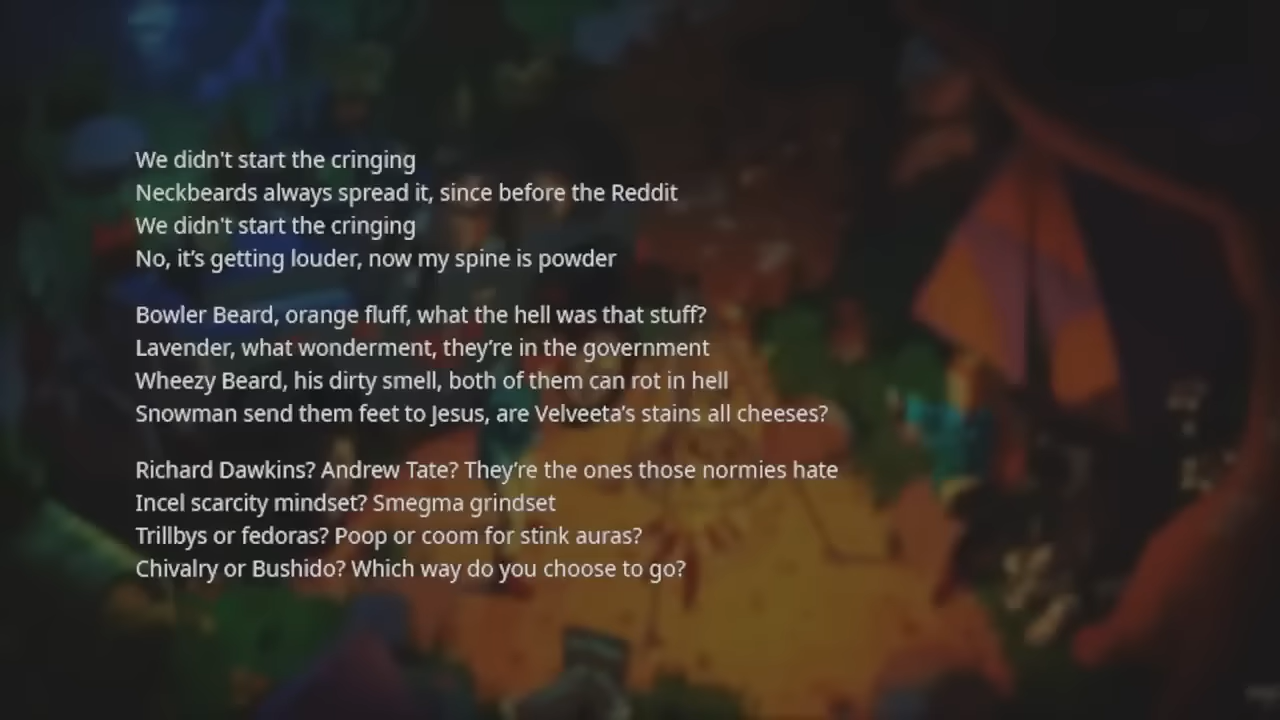 We didn't start the cringing
Neckbeards always spread it, since before the Reddit
We didn't start the cringing
No, it’s getting louder, now my spine is powder
Bowler Beard, orange fluff, what the hell was that stuff?
Lavender, what wonderment, they’re in the government
Wheezy Beard, his dirty smell, both of them can rot in hell
Snowman send them feet to Jesus, are Velveeta’s stains all cheeses?
Richard Dawkins? Andrew Tate? They’re the ones those normies hate
Incel scarcity mindset? Smegma grindset
Trillbys or fedoras? Poop or coom for stink auras?
Chivalry or Bushido? Which way do you choose to go?